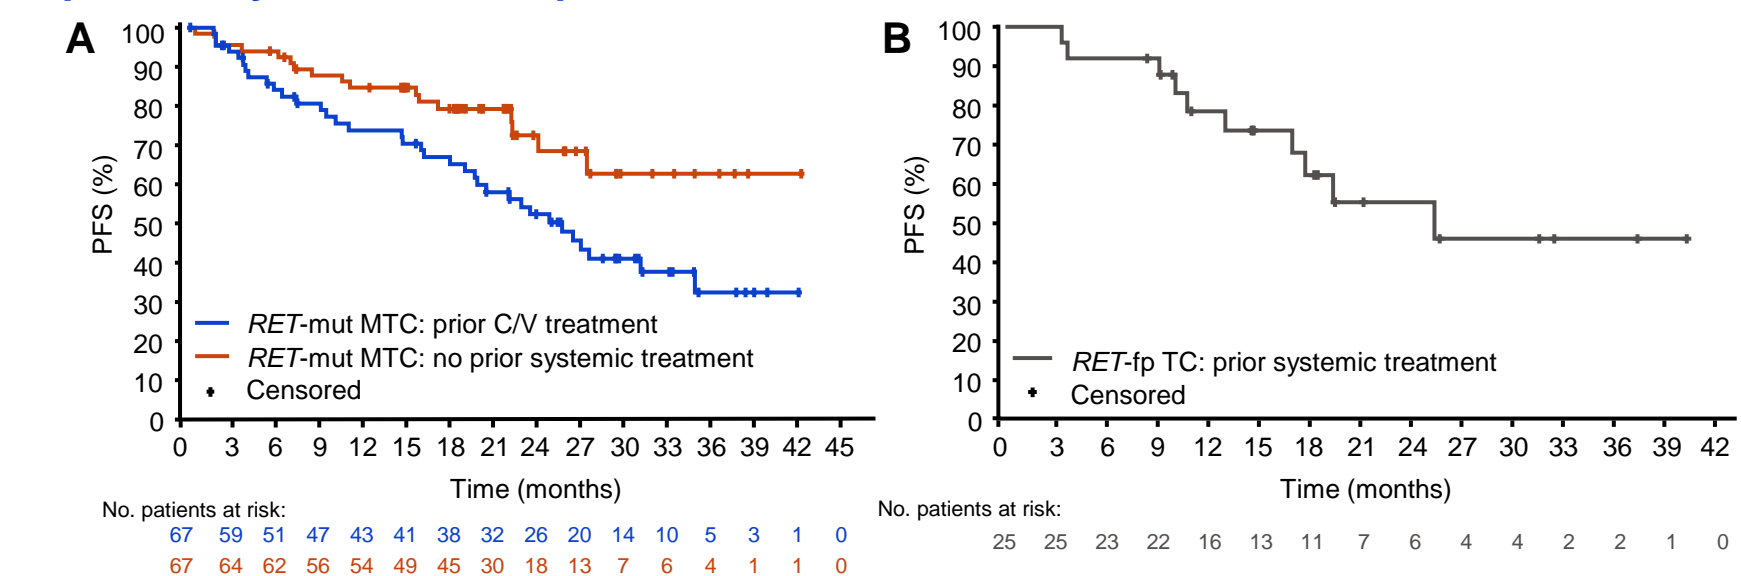 A
100
90
80
70
60
50
40
30
20
10
0
PFS (%)
RET-mut MTC: prior C/V treatment
RET-mut MTC: no prior systemic treatment
Censored
0 3 6 9 12 15 18 21 24 27 30 33 36 39 42 45
Time (months)
No. patients at risk:
67 59 51 47 43 41 38 32 26 20 14 10 5 3 1 0
67 64 62 56 54 49 45 30 18 13 7 6 4 1 1 0
B
100
90
80
70
60
50
40
30
20
10
0
PFS (%)
RET-fp TC: prior systemic treatment
Censored
0 3 6 9 12 15 18 21 24 27 30 33 36 39 42
Time (months)
No. patients at risk:
25 25 23 22 16 13 11 7 6 4 4 2 2 1 0